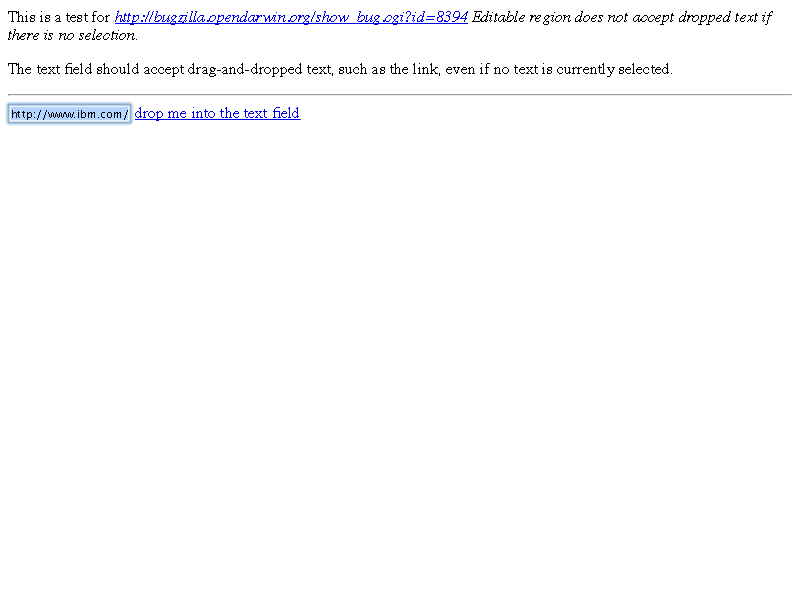 This is a test for http://bugzilla.opendarwin.org/show_bug.cgi?id=8394 Editable region does not accept dropped text if
there is no selection.
The text field should accept drag-and-dropped text, such as the link, even if no text is currently selected.
http://www.ibm.com/ drop me into the text field